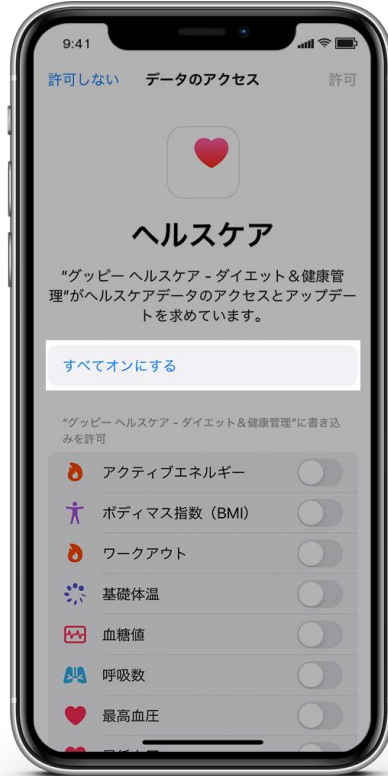 9:41
許可しない データのアクセス 許可
ヘルスケア
"グッピー ヘルスケア - ダイエット＆健康管
理"がヘルスケアデータのアクセスとアップデー
トを求めています。
すべてオンにする
"グッピー ヘルスケア - ダイエット＆健康管理"に書き込
みを許可
アクティブエネルギー
ボディマス指数（BMI）
ワークアウト
基礎体温
血糖値
呼吸数
最高血圧